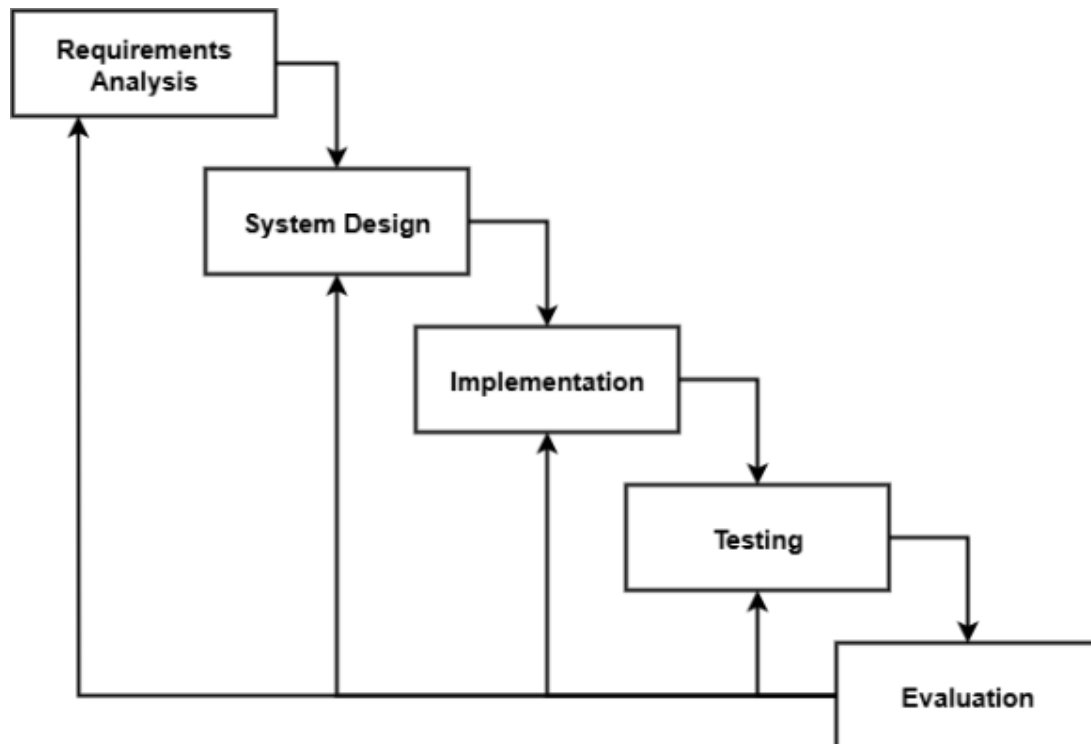 Requirements
Analysis
System Design
Implementation
Testing
Evaluation